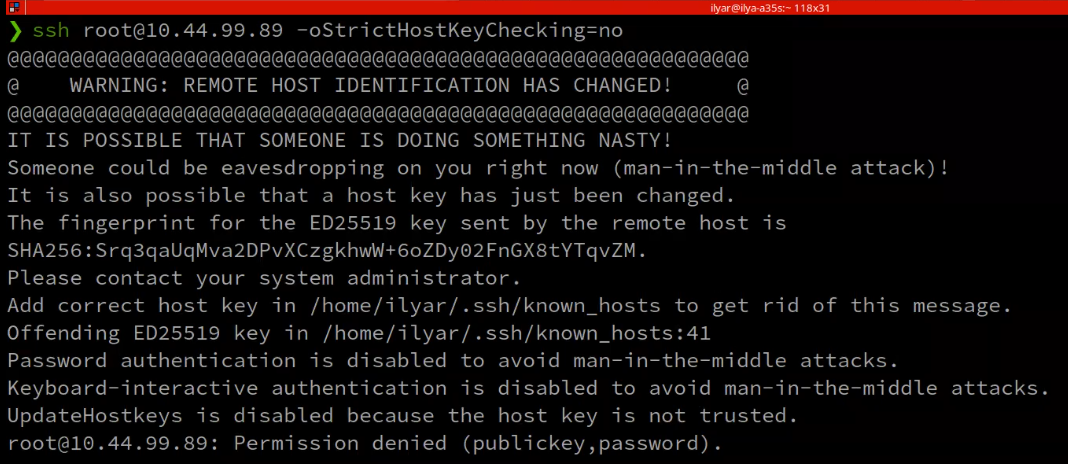 ilyar@ilya-a35s:~ 118x31
❯ ssh root@10.44.99.89 -oStrictHostKeyChecking=no
@@@@@@@@@@@@@@@@@@@@@@@@@@@@@@@@@@@@@@@@@@@@@@@@@@@@@@@@@@@
@    WARNING: REMOTE HOST IDENTIFICATION HAS CHANGED!     @
@@@@@@@@@@@@@@@@@@@@@@@@@@@@@@@@@@@@@@@@@@@@@@@@@@@@@@@@@@@
IT IS POSSIBLE THAT SOMEONE IS DOING SOMETHING NASTY!
Someone could be eavesdropping on you right now (man-in-the-middle attack)!
It is also possible that a host key has just been changed.
The fingerprint for the ED25519 key sent by the remote host is
SHA256:Srq3qaUqMva2DPvXCzgkhwW+6oZDy02FnGX8tYTqvZM.
Please contact your system administrator.
Add correct host key in /home/ilyar/.ssh/known_hosts to get rid of this message.
Offending ED25519 key in /home/ilyar/.ssh/known_hosts:41
Password authentication is disabled to avoid man-in-the-middle attacks.
Keyboard-interactive authentication is disabled to avoid man-in-the-middle attacks.
UpdateHostkeys is disabled because the host key is not trusted.
root@10.44.99.89: Permission denied (publickey,password).